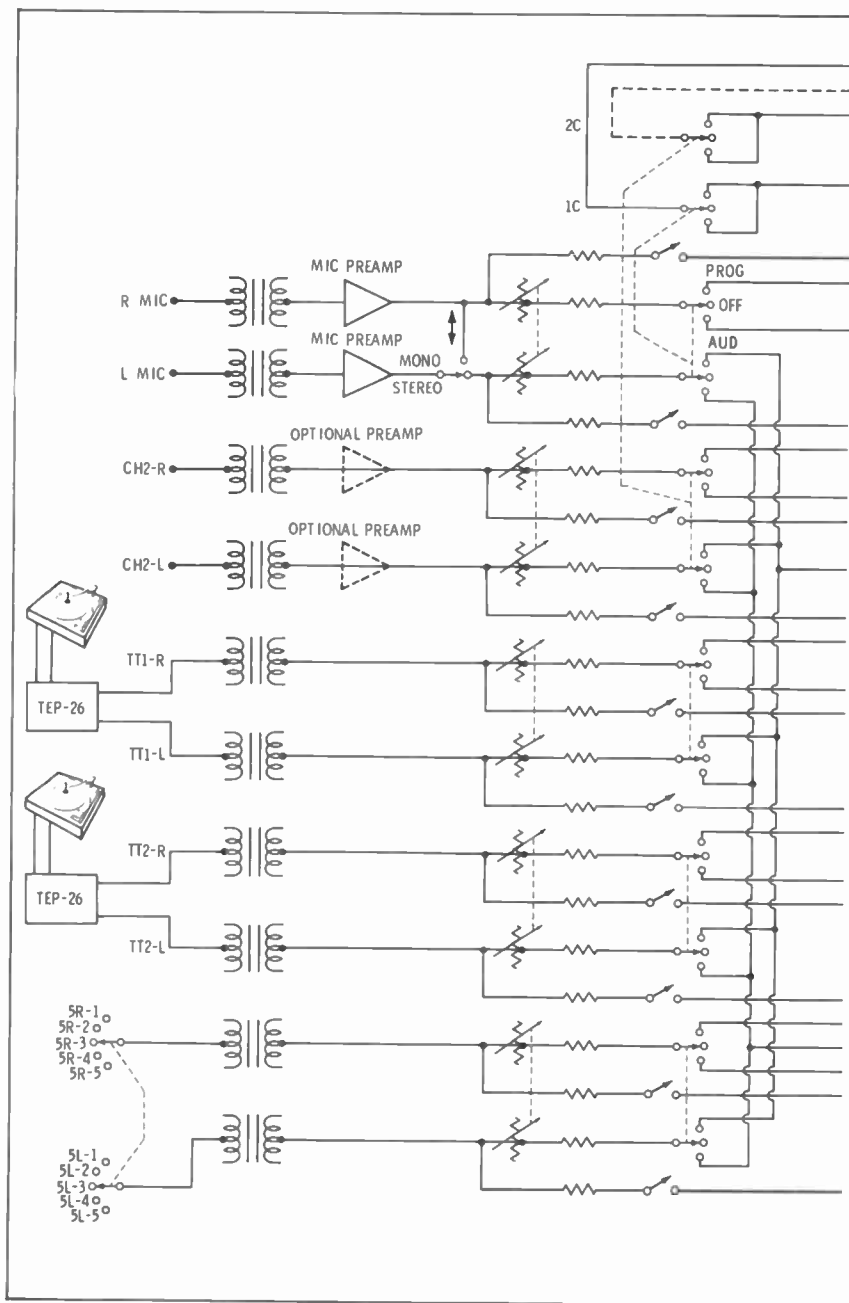 2C
1C
MIC PREAMP
PROG
R MIC
OFF
MIC PREAMP
AUD
L MIC
MONO
STEREO
OPTIONAL PREAMP
CH2-R
OPTIONAL PREAMP
CH2-L
1
TT1-R
TEP-26
TT1-L
1
TT2-R
TEP-26
TT2-L
5R-1
5R-2
5R-3
5R-4
5R-5
5L-1
5L-2
5L-3
5L-4
5L-5